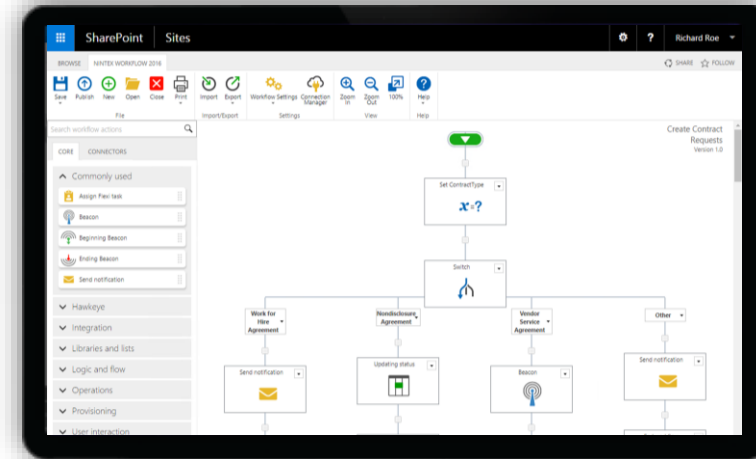 SharePoint Sites
? Richard Roe
BROWSE NINTEX WORKFLOW 2016
SHARE FOLLOW
Save Publish New Open Close Print Import Export Workflow Settings Connection Manager Zoom In Zoom Out 100% Help
File Import/Export Settings View Help
Search workflow actions
CORE CONNECTORS
Commonly used
Assign Flexi task
Beacon
Beginning Beacon
Ending Beacon
Send notification
Hawkeye
Integration
Libraries and lists
Logic and flow
Operations
Provisioning
User interaction
Create Contract
Requests
Version 1.0
Set ContractType
x=?
Switch
Work for
Hire
Agreement
Nondisclosure
Agreement
Vendor
Service
Agreement
Other
Send notification
Updating status
Beacon
Send notification